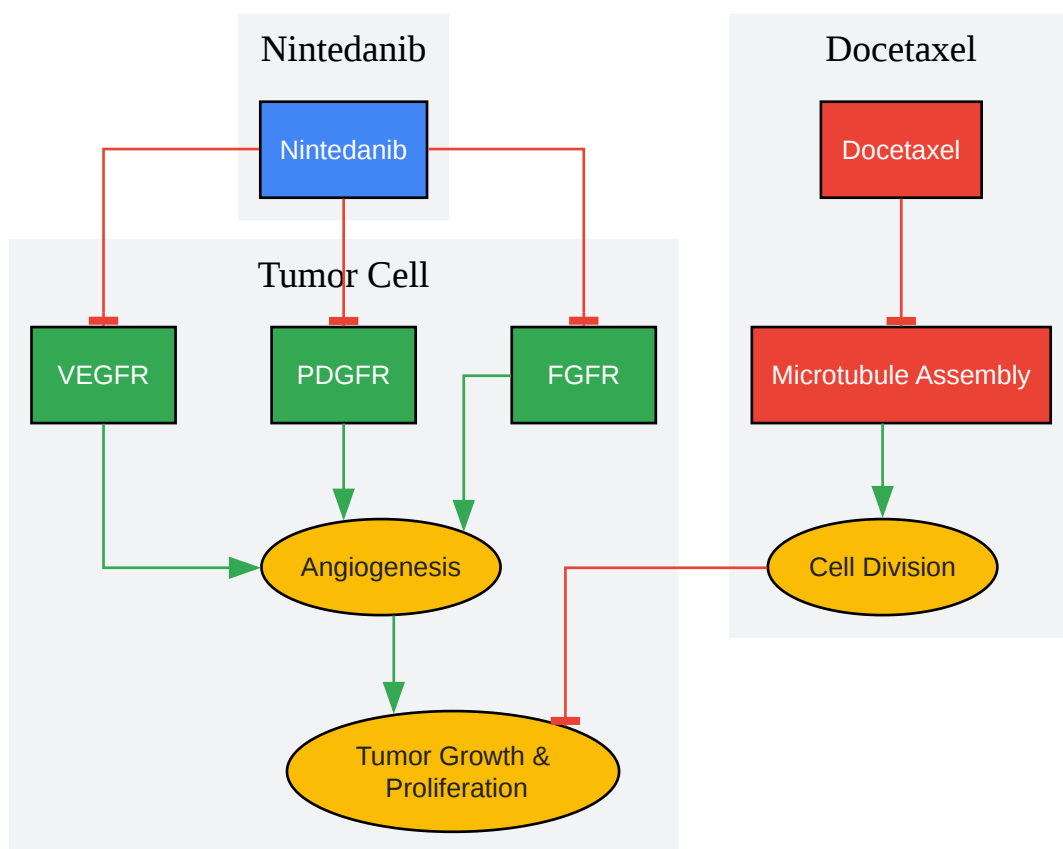 Nintedanib
Docetaxel
Nintedanib
Docetaxel
Tumor Cell
VEGFR
PDGFR
FGFR
Microtubule Assembly
Angiogenesis
Cell Division
Tumor Growth &
Proliferation